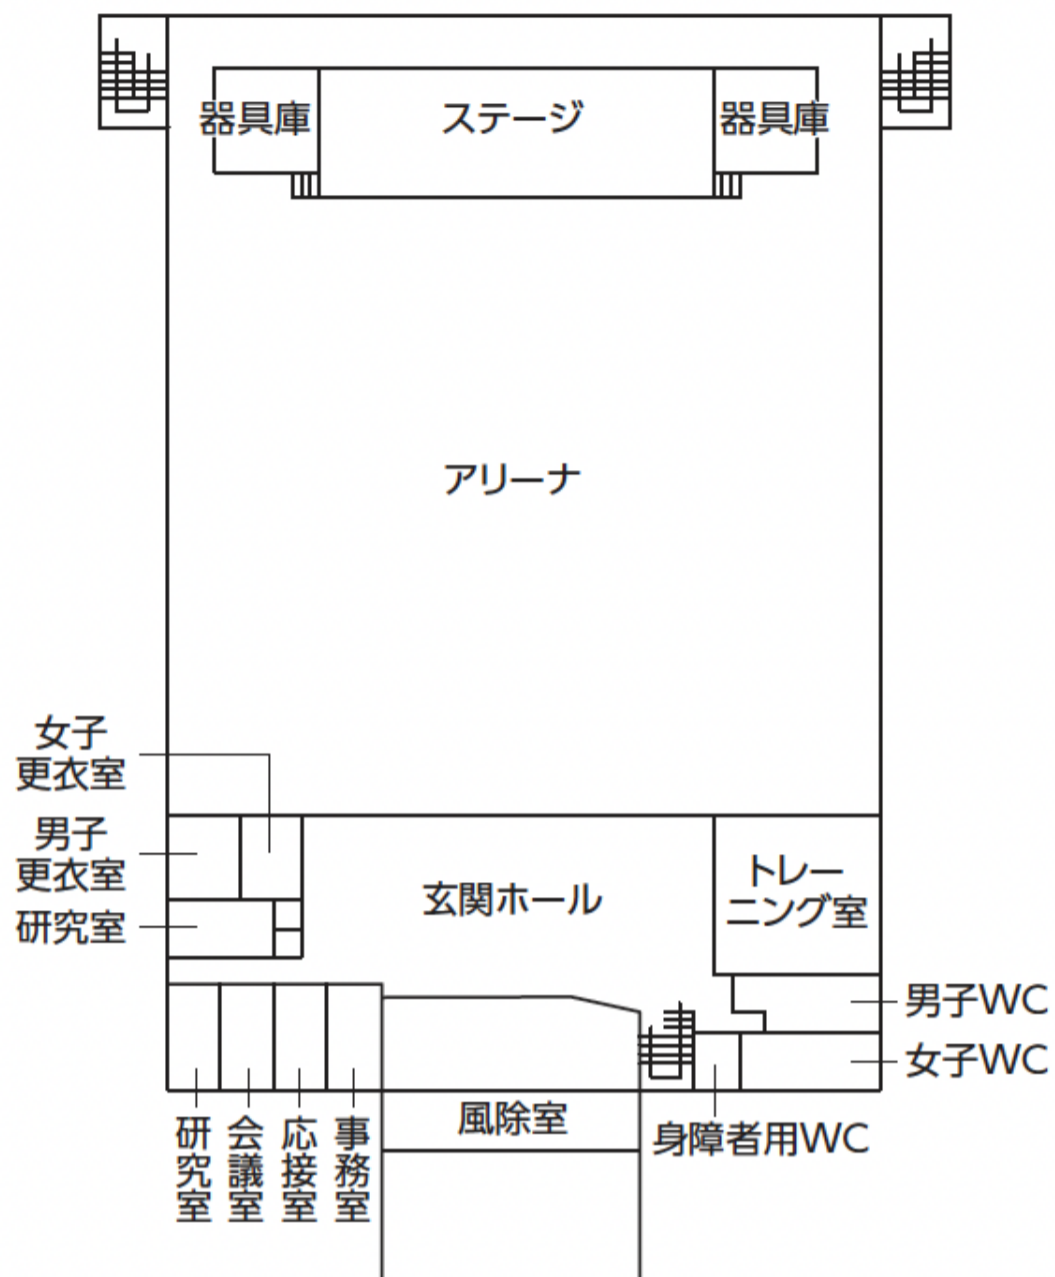 器具庫
ステージ
器具庫
アリーナ
女子
更衣室
男子
更衣室
研究室
玄関ホール
トレー
ニング室
男子WC
女子WC
風除室
身障者用WC
研究室
会議室
応接室
事務室